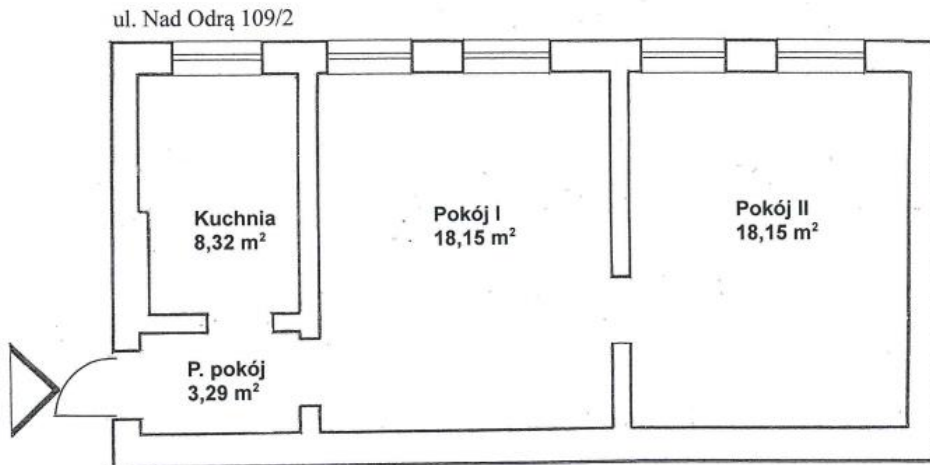 ul. Nad Odrą 109/2
Kuchnia
8,32 m²
Pokój I
18,15 m²
Pokój II
18,15 m²
P. pokój
3,29 m²